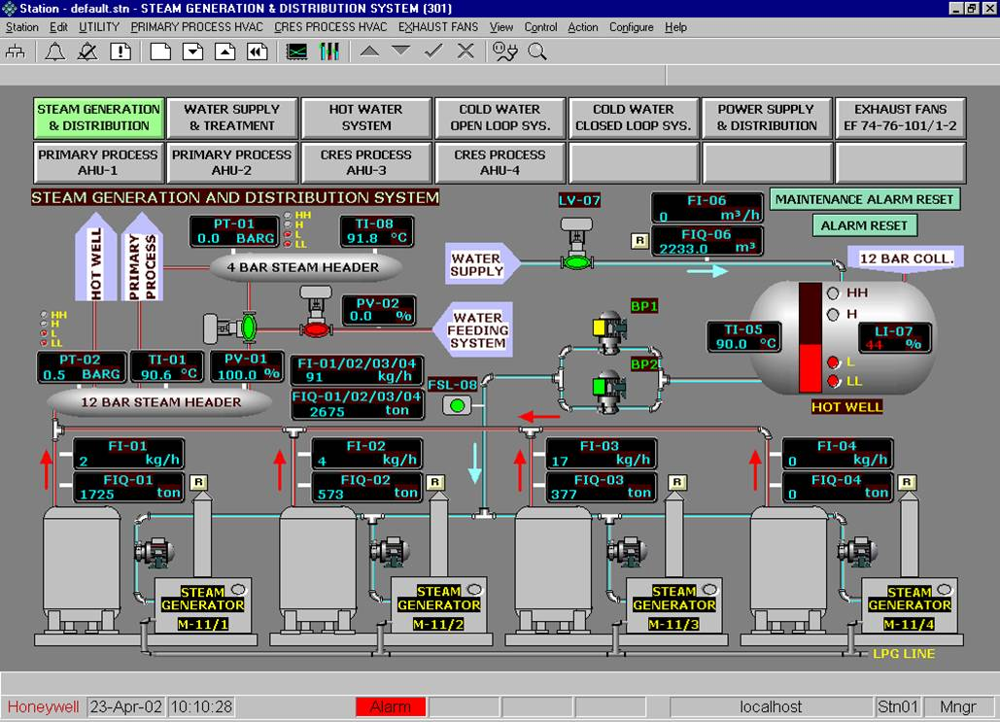 Station - default.stn - STEAM GENERATION & DISTRIBUTION SYSTEM (301)
Station Edit UTILITY PRIMARY PROCESS HVAC CRES PROCESS HVAC EXHAUST FANS View Control Action Configure Help
STEAM GENERATION
& DISTRIBUTION
WATER SUPPLY
& TREATMENT
HOT WATER
SYSTEM
COLD WATER
OPEN LOOP SYS.
COLD WATER
CLOSED LOOP SYS.
POWER SUPPLY
& DISTRIBUTION
EXHAUST FANS
EF 74-76-101/1-2
PRIMARY PROCESS
AHU-1
PRIMARY PROCESS
AHU-2
CRES PROCESS
AHU-3
CRES PROCESS
AHU-4
STEAM GENERATION AND DISTRIBUTION SYSTEM
LV-07
FI-06
0 m³/h
MAINTENANCE ALARM RESET
ALARM RESET
HOT WELL
PRIMARY
PROCESS
PT-01
0.0 BARG
HH
H
L
LL
TI-08
91.8 °C
R
FIQ-06
2233.0 m³
4 BAR STEAM HEADER
WATER
SUPPLY
12 BAR COLL.
HH
H
L
LL
PV-02
0.0 %
WATER
FEEDING
SYSTEM
BP1
BP2
TI-05
90.0 °C
HH
H
L
LL
LI-07
44 %
HOT WELL
PT-02
0.5 BARG
TI-01
90.6 °C
PV-01
100.0 %
FI-01/02/03/04
91 kg/h
FIQ-01/02/03/04
2675 ton
FSL-08
12 BAR STEAM HEADER
FI-01
2 kg/h
FIQ-01
1725 ton
R
FI-02
4 kg/h
FIQ-02
573 ton
R
FI-03
17 kg/h
FIQ-03
377 ton
R
FI-04
0 kg/h
FIQ-04
0 ton
R
STEAM
GENERATOR
M-11/1
STEAM
GENERATOR
M-11/2
STEAM
GENERATOR
M-11/3
STEAM
GENERATOR
M-11/4
LPG LINE
Honeywell 23-Apr-02 10:10:28 Alarm localhost Stn01 Mngr